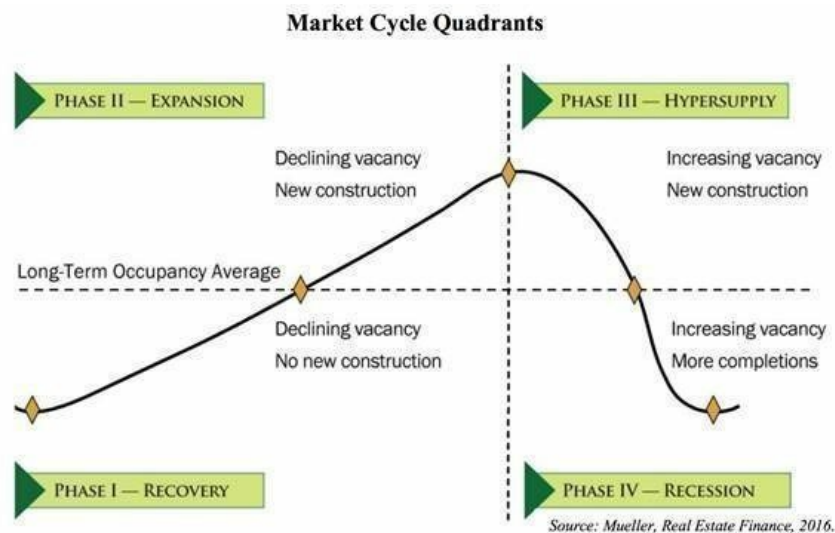 Market Cycle Quadrants
PHASE II — EXPANSION
PHASE III — HYPERSUPPLY
Declining vacancy
New construction
Increasing vacancy
New construction
Long-Term Occupancy Average
Declining vacancy
No new construction
Increasing vacancy
More completions
PHASE I — RECOVERY
PHASE IV — RECESSION
Source: Mueller, Real Estate Finance, 2016.